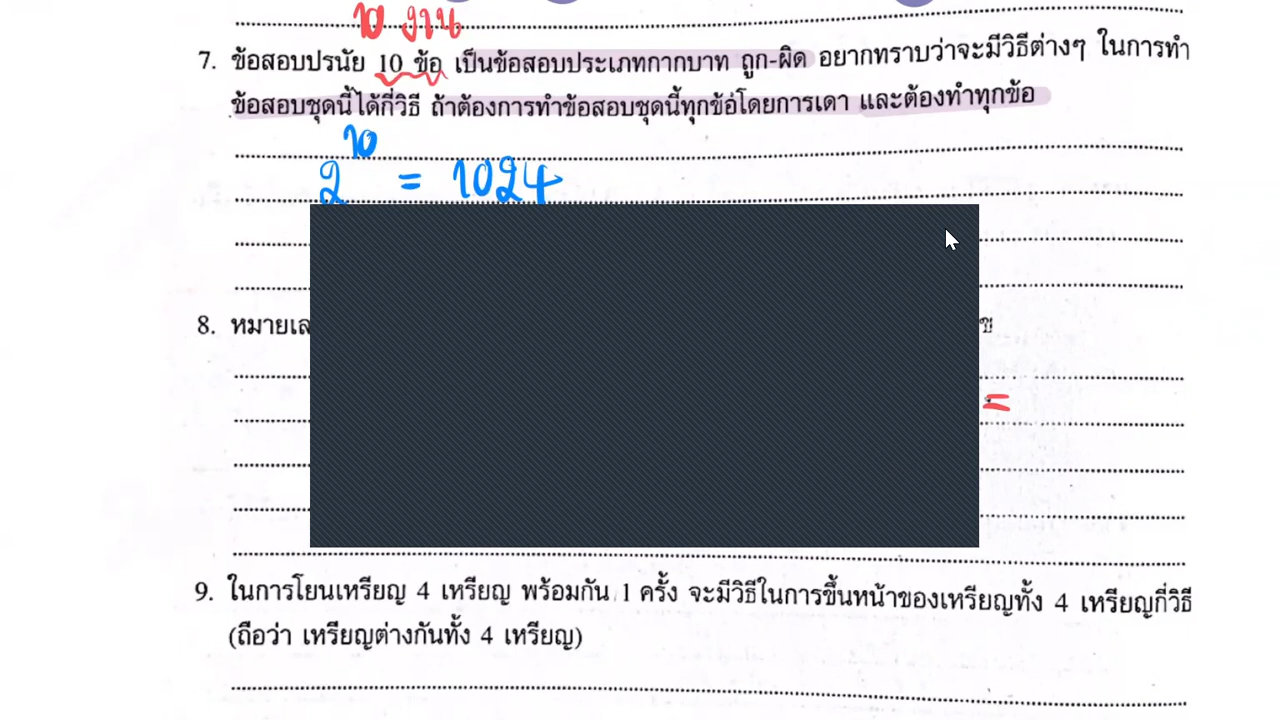 10 งาน
7. ข้อสอบปรนัย 10 ข้อ เป็นข้อสอบประเภทกากบาท ถูก-ผิด อยากทราบว่าจะมีวิธีต่างๆ ในการทำ
ข้อสอบชุดนี้ได้กี่วิธี ถ้าต้องการทำข้อสอบชุดนี้ทุกข้อโดยการเดา และต้องทำทุกข้อ
2^10 = 1024
8. หมายเล
=
9. ในการโยนเหรียญ 4 เหรียญ พร้อมกัน 1 ครั้ง จะมีวิธีในการขึ้นหน้าของเหรียญทั้ง 4 เหรียญกี่วิธี
(ถือว่า เหรียญต่างกันทั้ง 4 เหรียญ)